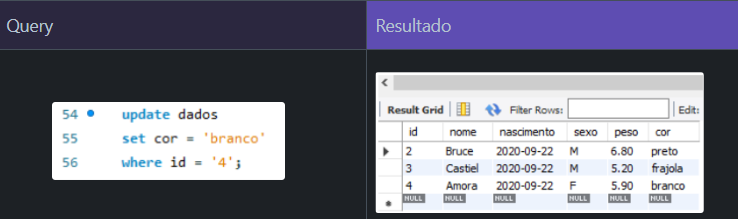 Query
Resultado
54 update dados
55 set cor = 'branco'
56 where id = '4';
Result Grid Filter Rows: Edit:
id nome nascimento sexo peso cor
2 Bruce 2020-09-22 M 6.80 preto
3 Castiel 2020-09-22 M 5.20 frajola
4 Amora 2020-09-22 F 5.90 branco
NULL NULL NULL NULL NULL NULL